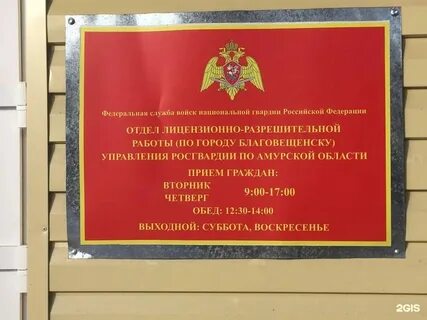 Федеральная служба войск национальной гвардии Российской Федерации
ОТДЕЛ ЛИЦЕНЗИОННО-РАЗРЕШИТЕЛЬНОЙ
РАБОТЫ (ПО ГОРОДУ БЛАГОВЕЩЕНСКУ)
УПРАВЛЕНИЯ РОСГВАРДИИ ПО АМУРСКОЙ ОБЛАСТИ
ПРИЕМ ГРАЖДАН:
ВТОРНИК
ЧЕТВЕРГ
9:00-17:00
ОБЕД: 12:30-14:00
ВЫХОДНОЙ: СУББОТА, ВОСКРЕСЕНЬЕ
2GIS